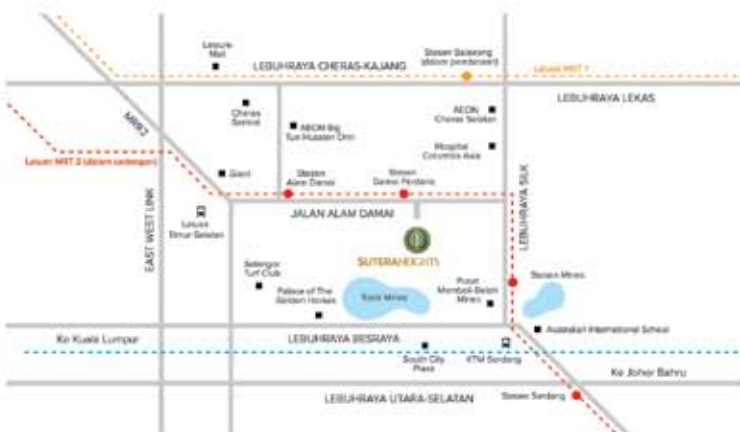 Leisure
Mall
LEBUHRAYA CHERAS-KAJANG
Stesen
(dalam pembinaan)
Laluan MRT 1
LEBUHRAYA LEKAS
MRR2
Cheras
Sentral
AEON Big
Tun Hussein Onn
AEON
Cheras Selatan
Hospital
Columbia Asia
Laluan MRT 2 (dalam cadangan)
Giant
Stesen
Alam Damai
Stesen
Damai Perdana
LEBUHRAYA SILK
EAST WEST LINK
Laluan
Timur Selatan
JALAN ALAM DAMAI
SUTERAHEIGHTS
Selangor
Turf Club
Palace of The
Golden Horses
Tasik Mines
Pusat
Membeli-Belah
Mines
Stesen Mines
Australian International School
Ke Kuala Lumpur
LEBUHRAYA BESRAYA
South City
Plaza
KTM Serdang
Ke Johor Bahru
LEBUHRAYA UTARA-SELATAN
Stesen Serdang